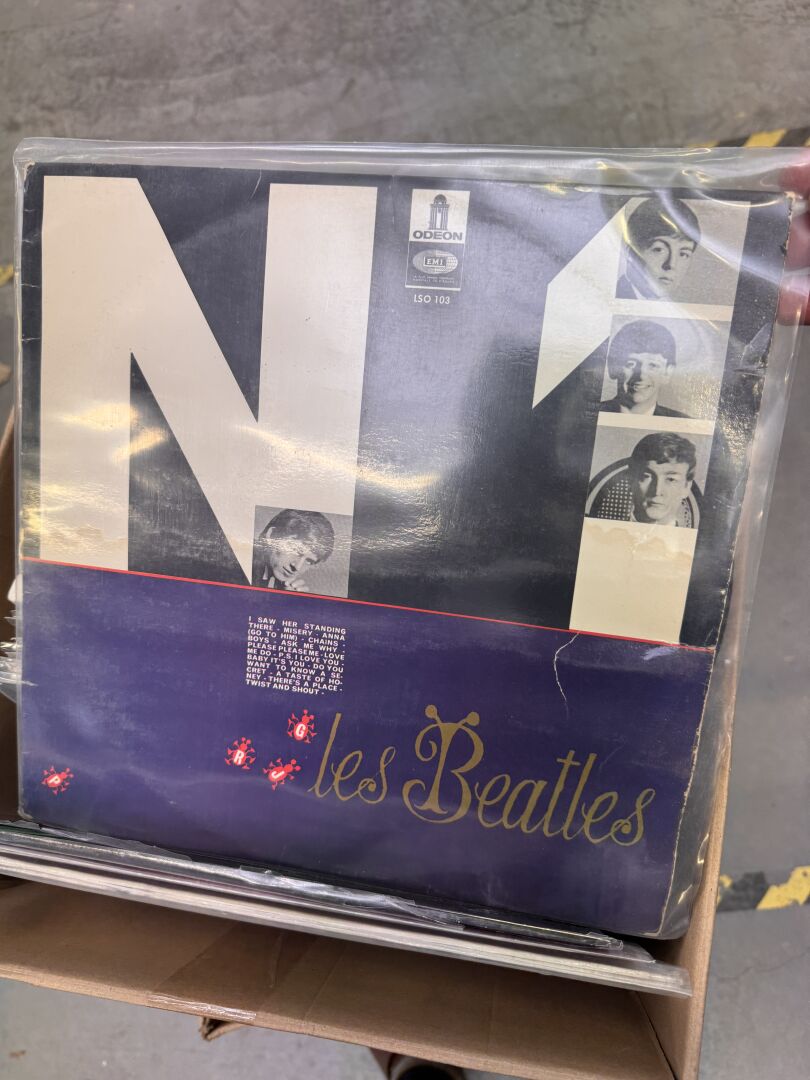 N 1
ODEON
EMI
LSO 103
I SAW HER STANDING
THERE - MISERY - ANNA
(GO TO HIM) - CHAINS -
BOYS - ASK ME WHY -
PLEASE PLEASE ME - LOVE
ME DO - P.S. I LOVE YOU -
BABY IT'S YOU - DO YOU
WANT TO KNOW A SE-
CRET - A TASTE OF HO-
NEY - THERE'S A PLACE -
TWIST AND SHOUT -
G
R
J
P
les Beatles